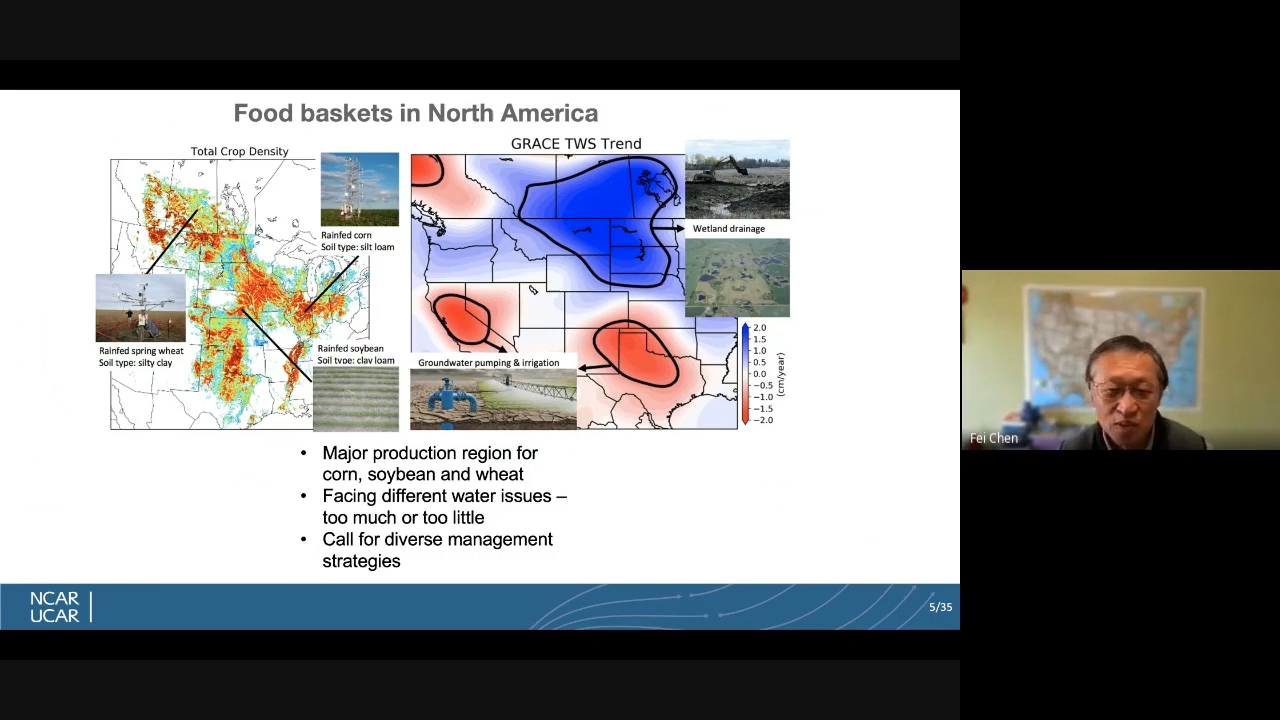 Food baskets in North America
Total Crop Density
GRACE TWS Trend
Rainfed corn
Soil type: silt loam
Wetland drainage
Rainfed spring wheat
Soil type: silty clay
Rainfed soybean
Soil type: clay loam
Groundwater pumping & irrigation
2.0
1.5
1.0
0.5
0.0
−0.5
−1.0
−1.5
−2.0
(cm/year)
• Major production region for
corn, soybean and wheat
• Facing different water issues –
too much or too little
• Call for diverse management
strategies
NCAR
UCAR
5/35
Fei Chen